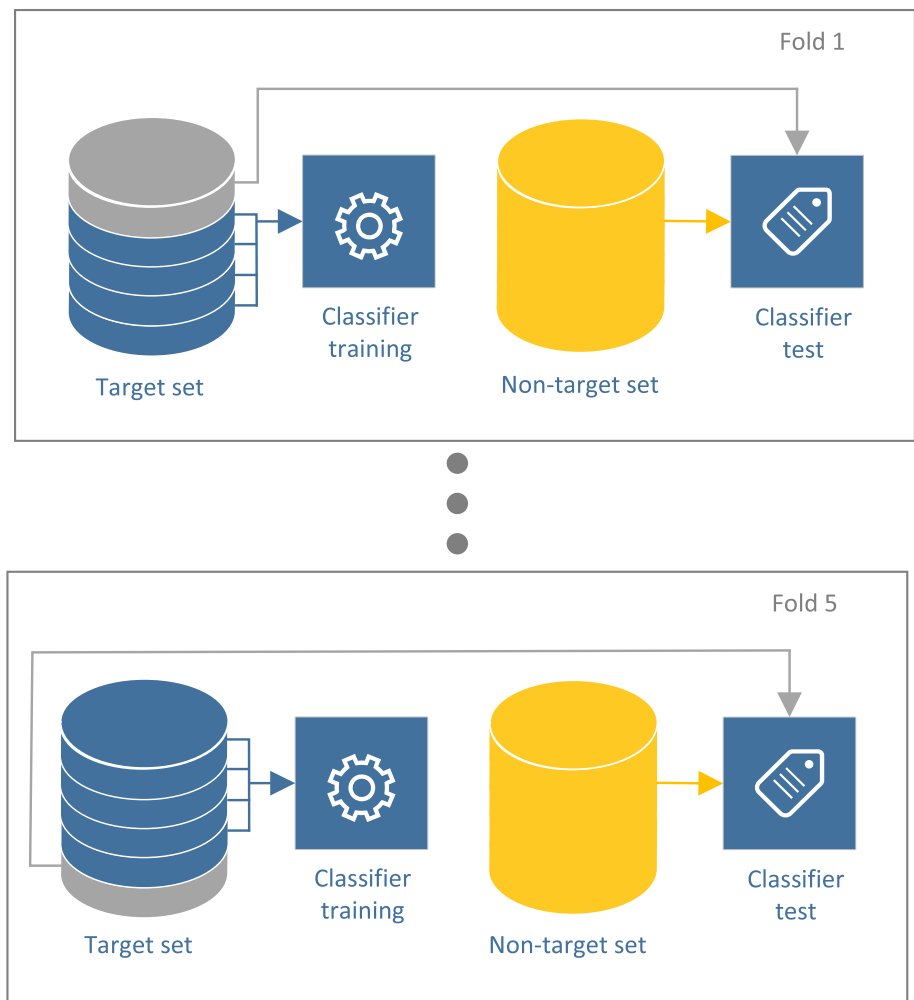 Fold 1
Classifier
training
Classifier
test
Target set
Non-target set
Fold 5
Classifier
training
Classifier
test
Target set
Non-target set